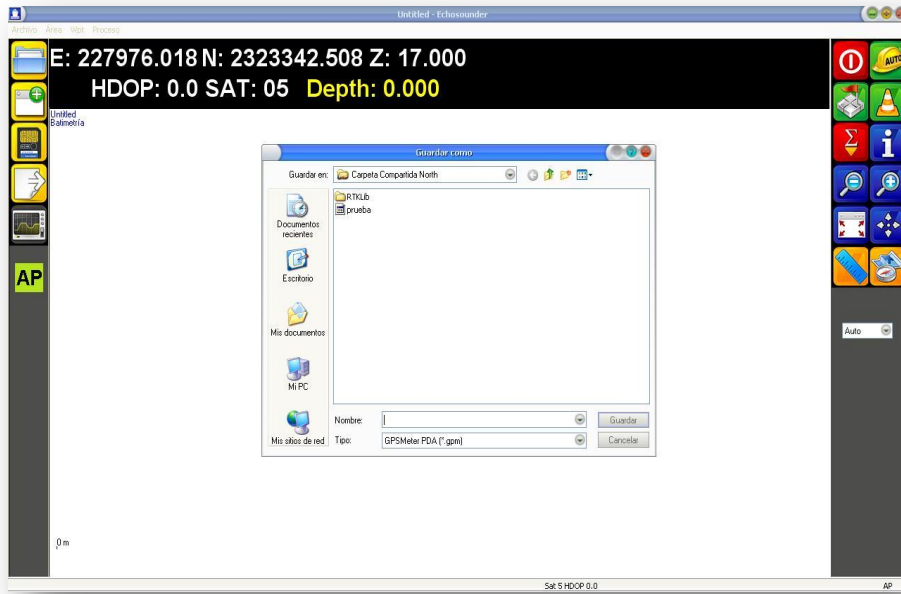 Untitled - Echosounder
Archivo Area Wpt Proceso
E: 227976.018 N: 2323342.508 Z: 17.000
HDOP: 0.0 SAT: 05 Depth: 0.000
AUTO
Untitled
Batimetría
Guardar como
Guardar en: Carpeta Compartida North
RTKLib
prueba
Documentos recientes
Escritorio
Mis documentos
Mi PC
Mis sitios de red
Nombre:
Guardar
Tipo: GPSMeter PDA (*.gpm)
Cancelar
AP
Auto
0 m
Sat 5 HDOP 0.0
AP